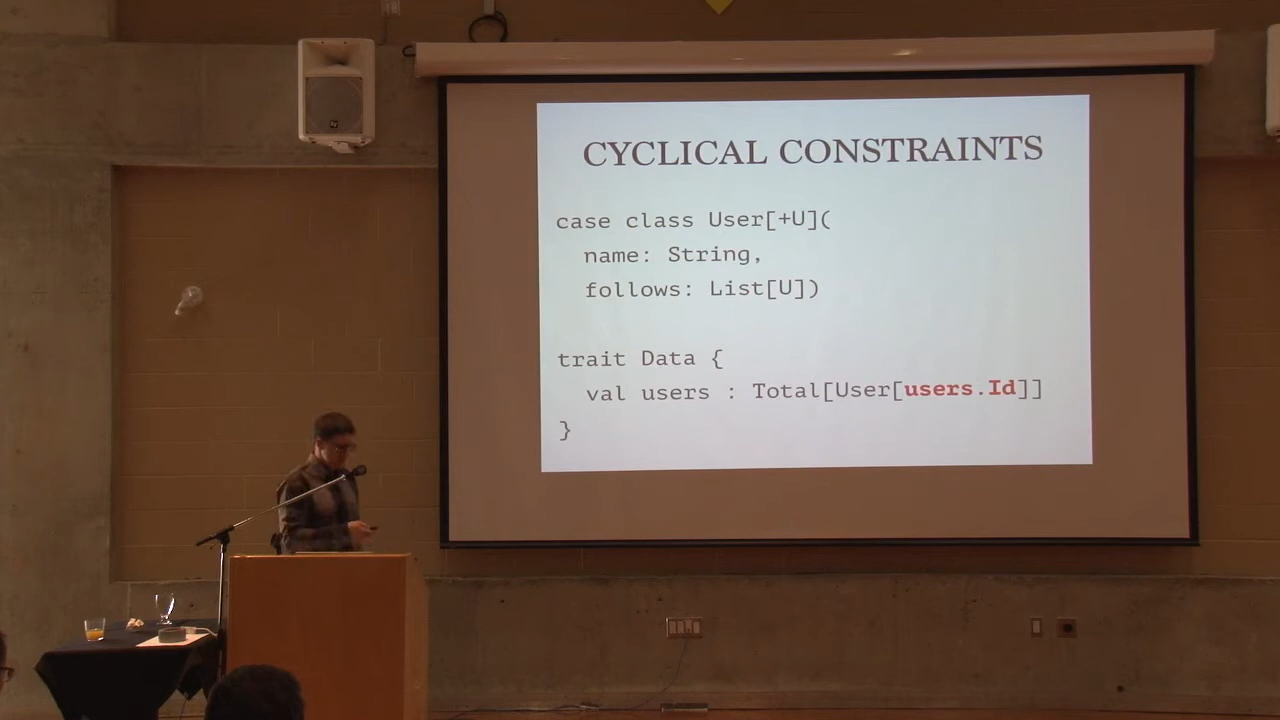 CYCLICAL CONSTRAINTS
case class User[+U](
name: String,
follows: List[U])
trait Data {
val users : Total[User[users.Id]]
}